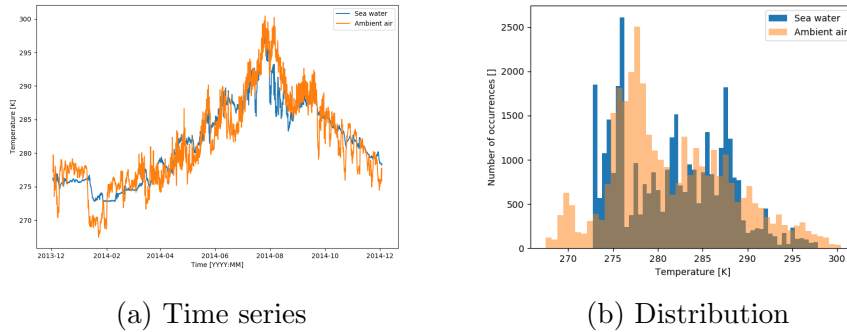 Sea water
Ambient air
300
295
290
285
280
275
270
Temperature [K]
2013-12
2014-02
2014-04
2014-06
2014-08
2014-10
2014-12
Time [YYYY:MM]
(a) Time series
Sea water
Ambient air
2500
2000
1500
1000
500
0
Number of occurrences []
270
275
280
285
290
295
300
Temperature [K]
(b) Distribution